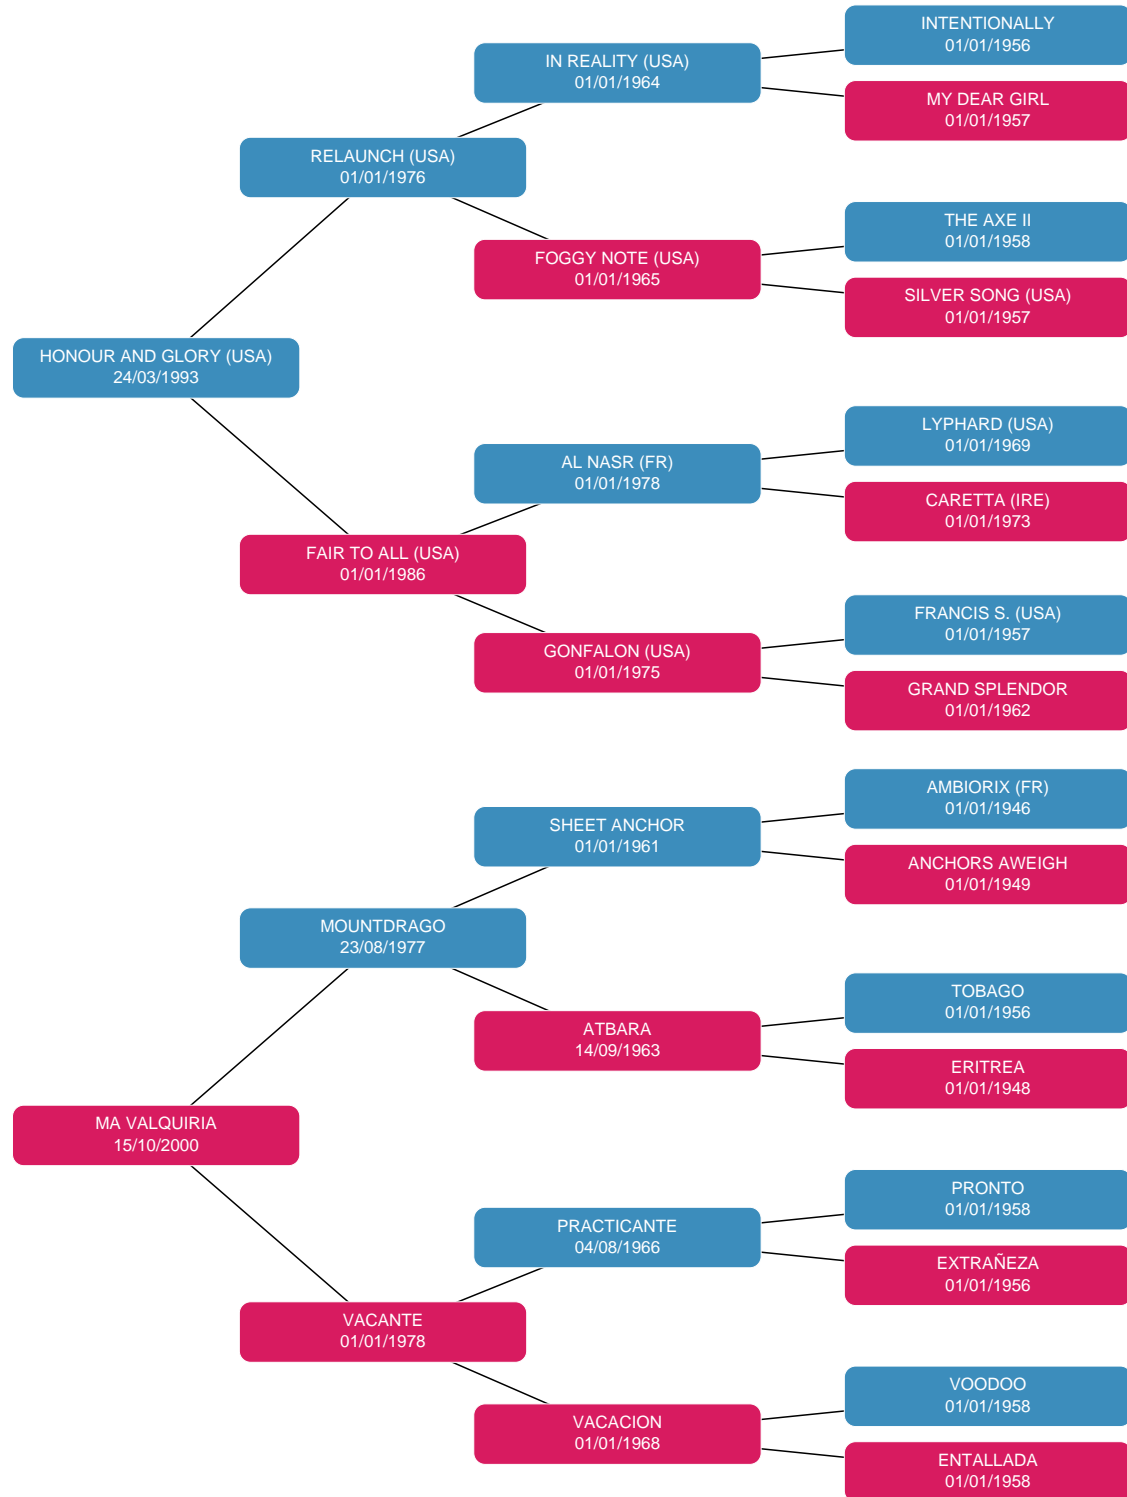 INTENTIONALLY
01/01/1956
IN REALITY (USA)
01/01/1964
MY DEAR GIRL
01/01/1957
RELAUNCH (USA)
01/01/1976
THE AXE II
01/01/1958
FOGGY NOTE (USA)
01/01/1965
SILVER SONG (USA)
01/01/1957
HONOUR AND GLORY (USA)
24/03/1993
LYPHARD (USA)
01/01/1969
AL NASR (FR)
01/01/1978
CARETTA (IRE)
01/01/1973
FAIR TO ALL (USA)
01/01/1986
FRANCIS S. (USA)
01/01/1957
GONFALON (USA)
01/01/1975
GRAND SPLENDOR
01/01/1962
AMBIORIX (FR)
01/01/1946
SHEET ANCHOR
01/01/1961
ANCHORS AWEIGH
01/01/1949
MOUNTDRAGO
23/08/1977
TOBAGO
01/01/1956
ATBARA
14/09/1963
ERITREA
01/01/1948
MA VALQUIRIA
15/10/2000
PRONTO
01/01/1958
PRACTICANTE
04/08/1966
EXTRAÑEZA
01/01/1956
VACANTE
01/01/1978
VOODOO
01/01/1958
VACACION
01/01/1968
ENTALLADA
01/01/1958